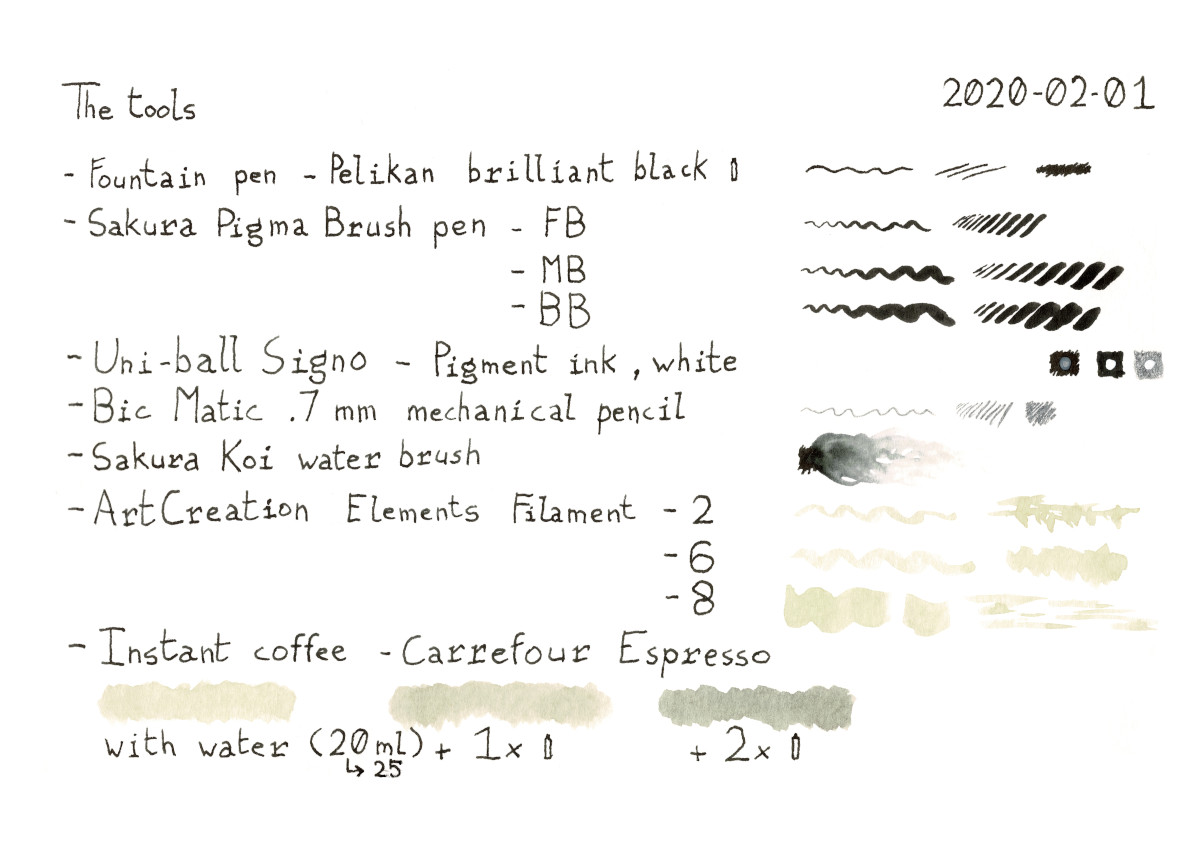 The tools 2020-02-01
- Fountain pen - Pelikan brilliant black
- Sakura Pigma Brush pen - FB
- MB
- BB
- Uni-ball Signo - Pigment ink, white
- Bic Matic .7 mm mechanical pencil
- Sakura Koi water brush
- ArtCreation Elements Filament - 2
- 6
- 8
- Instant coffee - Carrefour Espresso
with water (20 ml) + 1x + 2x
↳ 25